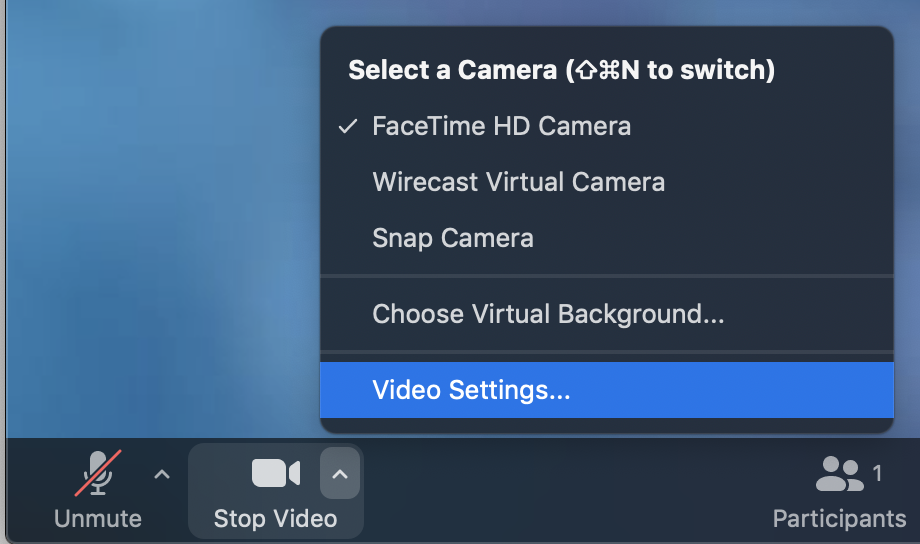 Select a Camera (⇧⌘N to switch)
✓ FaceTime HD Camera
Wirecast Virtual Camera
Snap Camera
Choose Virtual Background...
Video Settings...
Unmute
Stop Video
1
Participants